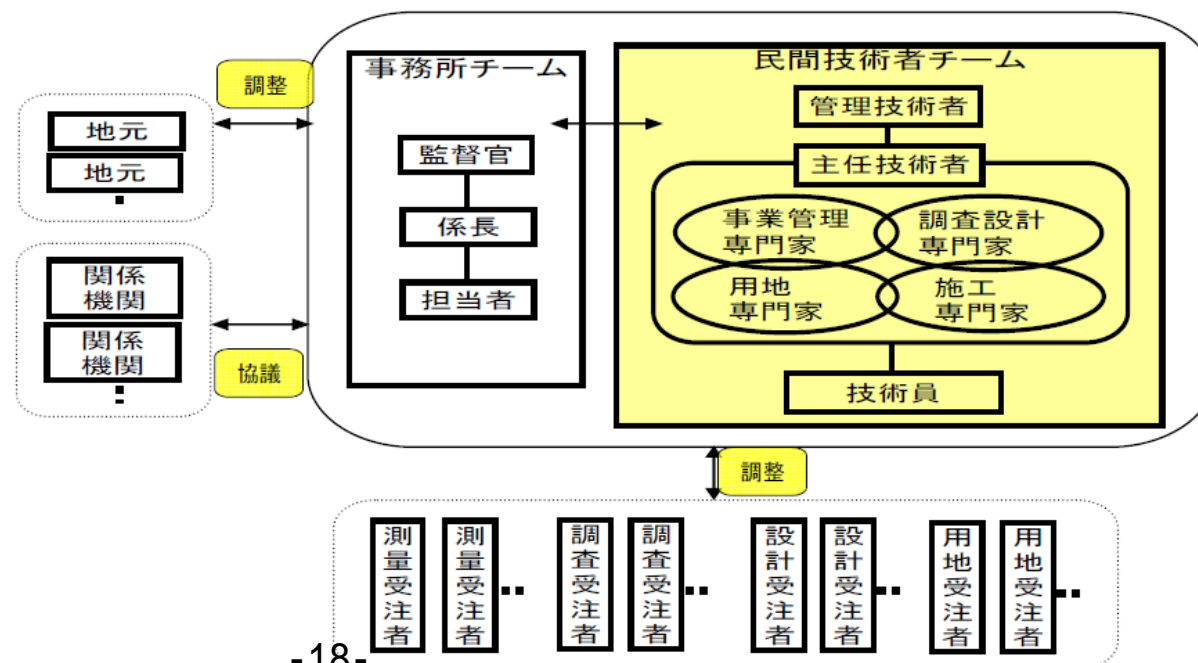 調整
地元
地元
関係
機関
関係
機関
協議
事務所チーム
監督官
係長
担当者
民間技術者チーム
管理技術者
主任技術者
事業管理
専門家
調査設計
専門家
用地
専門家
施工
専門家
技術員
調整
測量受注者
測量受注者
調査受注者
調査受注者
設計受注者
設計受注者
用地受注者
用地受注者
-18-